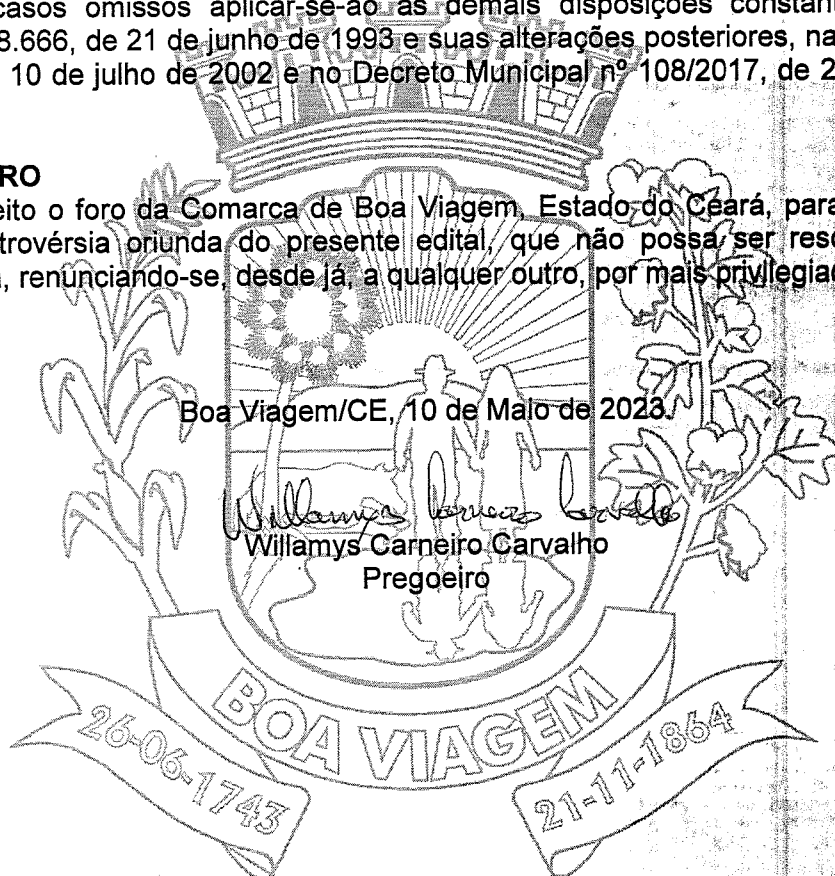 casos omissos aplicar-se-ão as demais disposições constan
8.666, de 21 de junho de 1993 e suas alterações posteriores, na
10 de julho de 2002 e no Decreto Municipal nº 108/2017, de 2
RO
eito o foro da Comarca de Boa Viagem, Estado do Ceará, para
trovérsia oriunda do presente edital, que não possa ser reso
, renunciando-se, desde já, a qualquer outro, por mais privilegiad
Boa Viagem/CE, 10 de Maio de 2023.
Willamys Carneiro Carvalho
Willamys Carneiro Carvalho
Pregoeiro
BOA VIAGEM
26-06-1743
21-11-1864